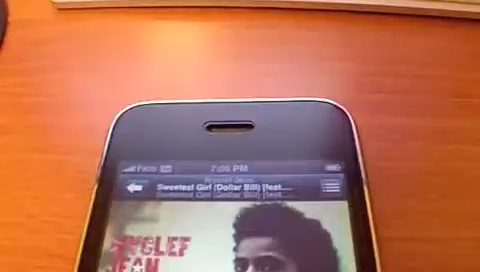 Fido 7:05 PM
Wyclef Jean
Sweetest Girl (Dollar Bill) [feat....
Sweetest Girl (Dollar Bill) [feat....
WYCLEF
JEAN